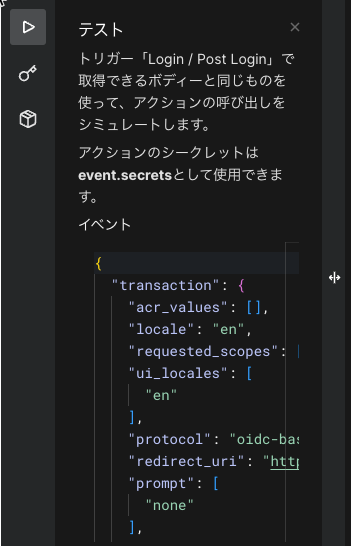 テスト
トリガー「Login / Post Login」で
取得できるボディーと同じものを
使って、アクションの呼び出しを
シミュレートします。
アクションのシークレットは
event.secretsとして使用できま
す。
イベント
{
"transaction": {
"acr_values": [],
"locale": "en",
"requested_scopes": [
"ui_locales": [
"en"
],
"protocol": "oidc-bas
"redirect_uri": "http
"prompt": [
"none"
],